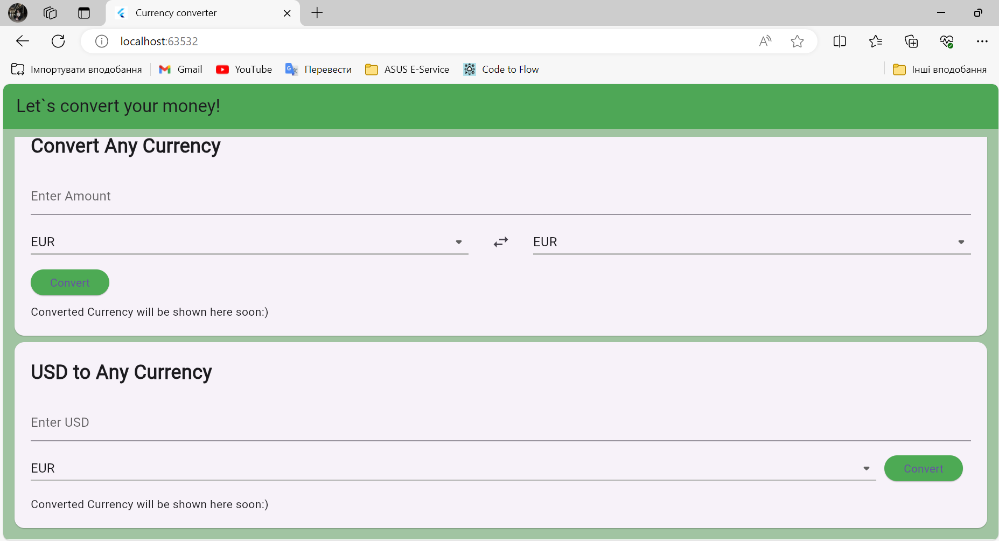 Currency converter
localhost:63532
Імпортувати вподобання Gmail YouTube Перевести ASUS E-Service Code to Flow Інші вподобання
Let`s convert your money!
Convert Any Currency
Enter Amount
EUR EUR
Convert
Converted Currency will be shown here soon:)
USD to Any Currency
Enter USD
EUR Convert
Converted Currency will be shown here soon:)